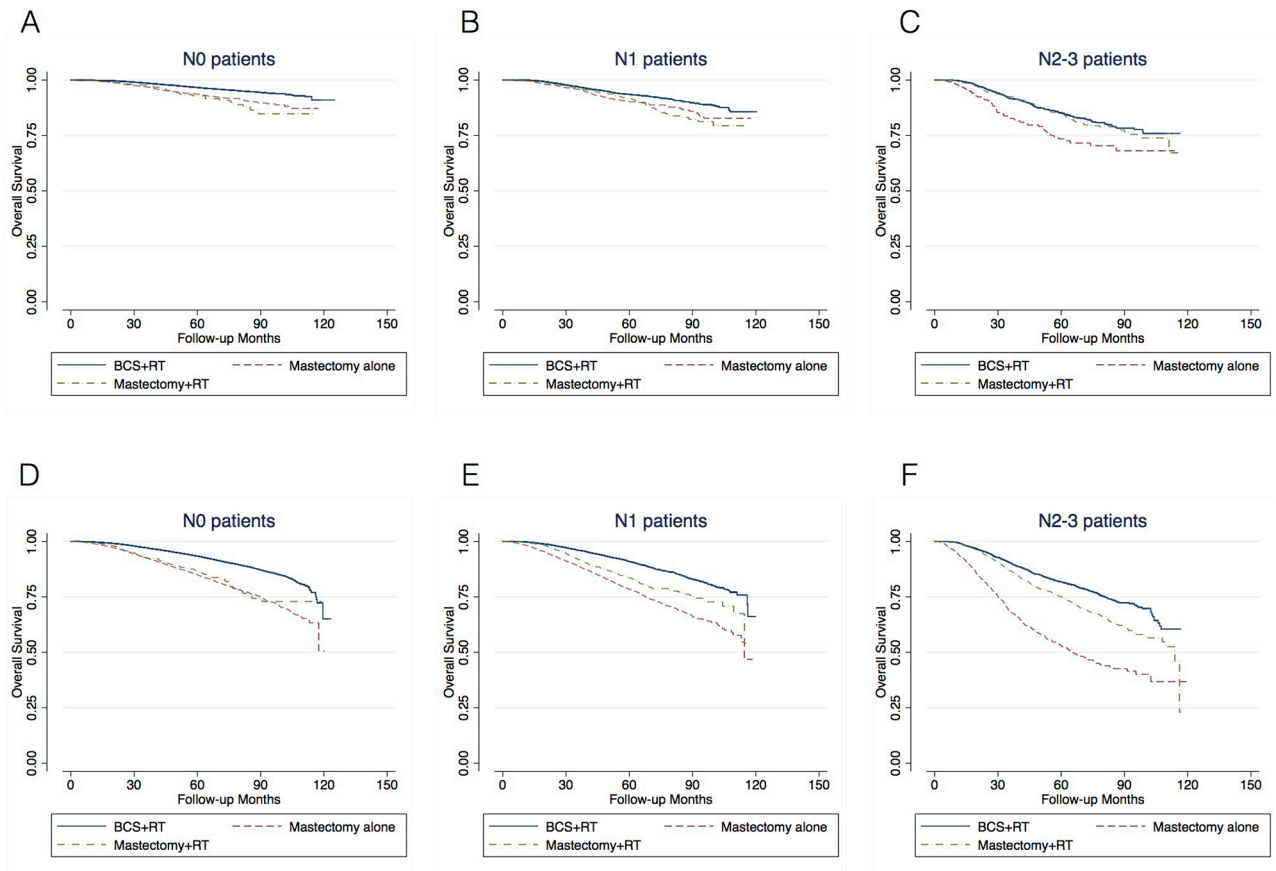 A
N0 patients
Overall Survival
1.00
0.75
0.50
0.25
0.00
0 30 60 90 120 150
Follow-up Months
BCS+RT Mastectomy alone
Mastectomy+RT
B
N1 patients
Overall Survival
1.00
0.75
0.50
0.25
0.00
0 30 60 90 120 150
Follow-up Months
BCS+RT Mastectomy alone
Mastectomy+RT
C
N2-3 patients
Overall Survival
1.00
0.75
0.50
0.25
0.00
0 30 60 90 120 150
Follow-up Months
BCS+RT Mastectomy alone
Mastectomy+RT
D
N0 patients
Overall Survival
1.00
0.75
0.50
0.25
0.00
0 30 60 90 120 150
Follow-up Months
BCS+RT Mastectomy alone
Mastectomy+RT
E
N1 patients
Overall Survival
1.00
0.75
0.50
0.25
0.00
0 30 60 90 120 150
Follow-up Months
BCS+RT Mastectomy alone
Mastectomy+RT
F
N2-3 patients
Overall Survival
1.00
0.75
0.50
0.25
0.00
0 30 60 90 120 150
Follow-up Months
BCS+RT Mastectomy alone
Mastectomy+RT